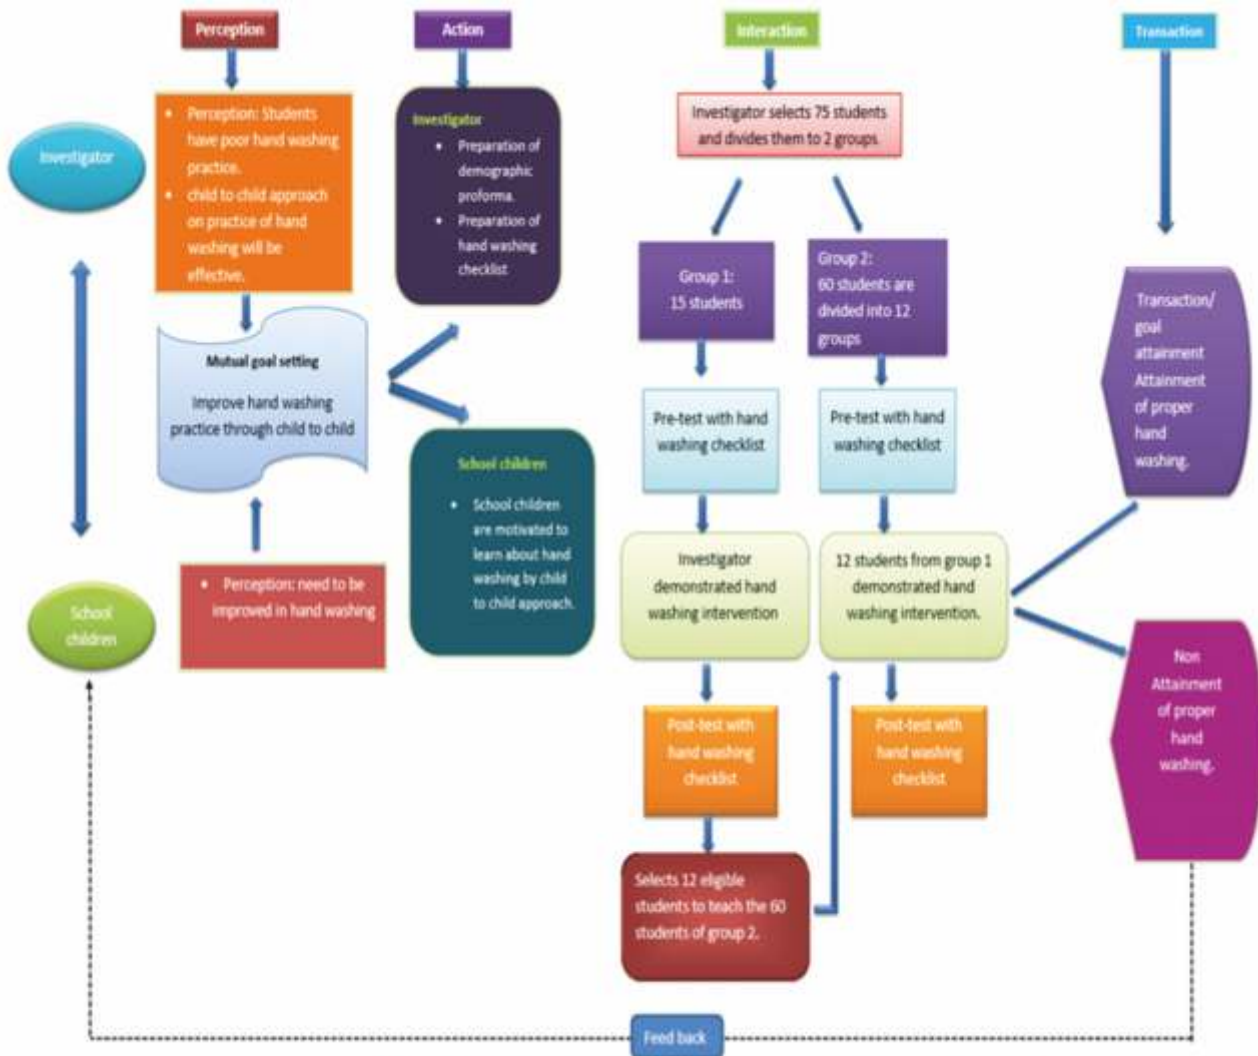 Perception
Action
Interaction
Transaction
Investigator
• Perception: Students
have poor hand washing
practice.
• child to child approach
on practice of hand
washing will be
effective.
Investigator
• Preparation of
demographic
proforma.
• Preparation of
hand washing
checklist
Investigator selects 75 students
and divides them to 2 groups
Group 1:
15 students
Group 2:
60 students are
divided into 12
groups
Transaction/
goal
attainment
Attainment
of proper
hand
washing.
Mutual goal setting
Improve hand washing
practice through child to child
Pre-test with hand
washing checklist
Pre-test with hand
washing checklist
School children
• School children
are motivated to
learn about hand
washing by child
to child approach.
Investigator
demonstrated hand
washing intervention
12 students from group 1
demonstrated hand
washing intervention.
School
children
• Perception: need to be
improved in hand washing
Non
Attainment
of proper
hand
washing.
Post-test with
hand washing
checklist
Post-test with
hand washing
checklist
Selects 12 eligible
students to teach the 60
students of group 2.
Feed back